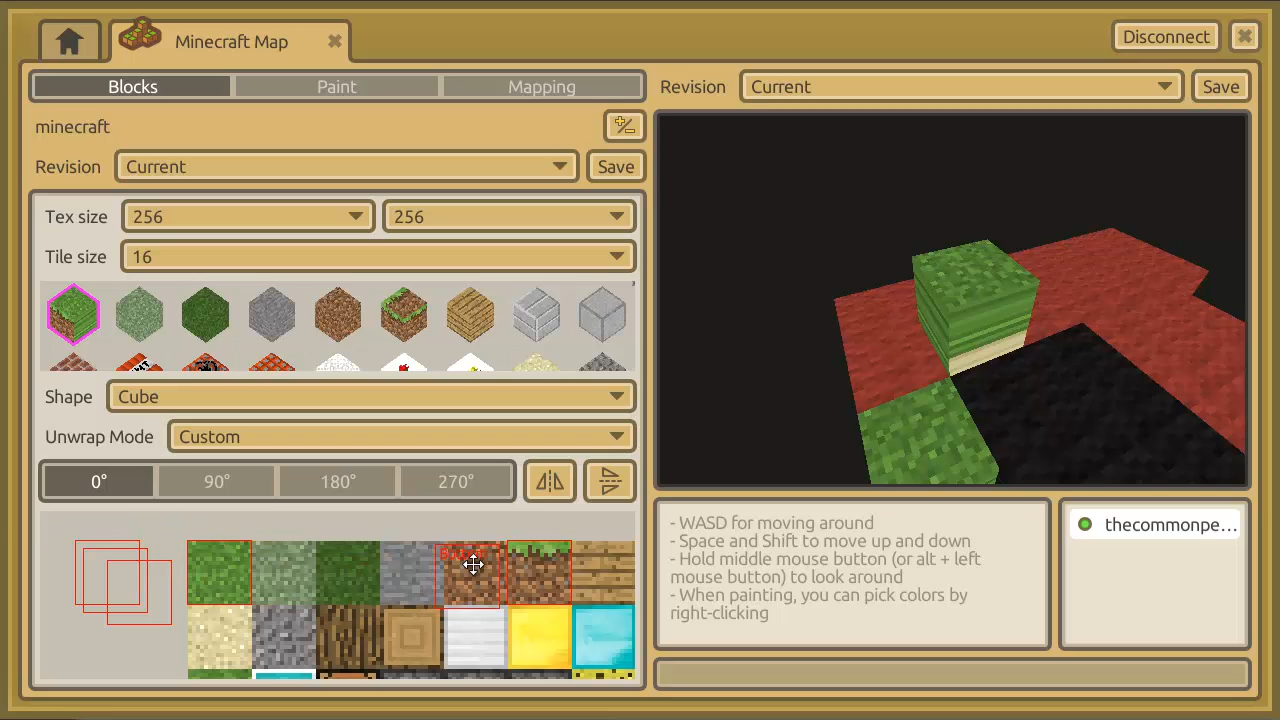 Minecraft Map
Disconnect
Blocks
Paint
Mapping
Revision
Current
Save
minecraft
Revision
Current
Save
Tex size
256
256
Tile size
16
Shape
Cube
Unwrap Mode
Custom
0°
90°
180°
270°
- WASD for moving around
- Space and Shift to move up and down
- Hold middle mouse button (or alt + left
mouse button) to look around
- When painting, you can pick colors by
right-clicking
thecommonpe...